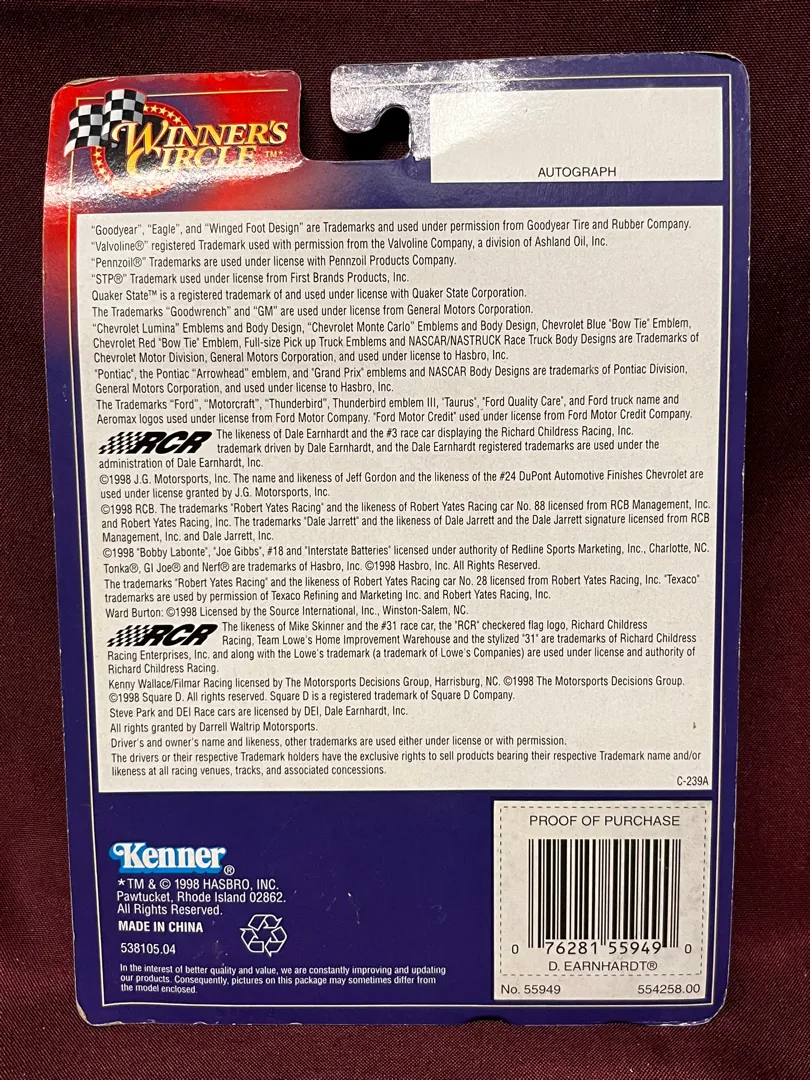 WINNER'S
CIRCLE ™*
AUTOGRAPH
"Goodyear", "Eagle", and "Winged Foot Design" are Trademarks and used under permission from Goodyear Tire and Rubber Company.
"Valvoline®" registered Trademark used with permission from the Valvoline Company, a division of Ashland Oil, Inc.
"Pennzoil®" Trademarks are used under license with Pennzoil Products Company.
"STP®" Trademark used under license from First Brands Products, Inc.
Quaker State™ is a registered trademark of and used under license with Quaker State Corporation.
The Trademarks "Goodwrench" and "GM" are used under license from General Motors Corporation.
"Chevrolet Lumina" Emblems and Body Design, "Chevrolet Monte Carlo" Emblems and Body Design, Chevrolet Blue "Bow Tie" Emblem,
Chevrolet Red "Bow Tie" Emblem, Full-size Pick up Truck Emblems and NASCAR/NASTRUCK Race Truck Body Designs are Trademarks of
Chevrolet Motor Division, General Motors Corporation, and used under license to Hasbro, Inc.
"Pontiac", the Pontiac "Arrowhead" emblem, and "Grand Prix" emblems and NASCAR Body Designs are trademarks of Pontiac Division,
General Motors Corporation, and used under license to Hasbro, Inc.
The Trademarks "Ford", "Motorcraft", "Thunderbird", Thunderbird emblem III, "Taurus", "Ford Quality Care", and Ford truck name and
Aeromax logos used under license from Ford Motor Company. "Ford Motor Credit" used under license from Ford Motor Credit Company.
RCR The likeness of Dale Earnhardt and the #3 race car displaying the Richard Childress Racing, Inc.
trademark driven by Dale Earnhardt, and the Dale Earnhardt registered trademarks are used under the
administration of Dale Earnhardt, Inc.
©1998 J.G. Motorsports, Inc. The name and likeness of Jeff Gordon and the likeness of the #24 DuPont Automotive Finishes Chevrolet are
used under license granted by J.G. Motorsports, Inc.
©1998 RCB. The trademarks "Robert Yates Racing" and the likeness of Robert Yates Racing car No. 88 licensed from RCB Management, Inc.
and Robert Yates Racing, Inc. The trademarks "Dale Jarrett" and the likeness of Dale Jarrett and the Dale Jarrett signature licensed from RCB
Management, Inc. and Dale Jarrett, Inc.
©1998 "Bobby Labonte", "Joe Gibbs", #18 and "Interstate Batteries" licensed under authority of Redline Sports Marketing, Inc., Charlotte, NC.
Tonka®, GI Joe® and Nerf® are trademarks of Hasbro, Inc. ©1998 Hasbro, Inc. All Rights Reserved.
The trademarks "Robert Yates Racing" and the likeness of Robert Yates Racing car No. 28 licensed from Robert Yates Racing, Inc. "Texaco"
trademarks are used by permission of Texaco Refining and Marketing Inc. and Robert Yates Racing, Inc.
Ward Burton: ©1998 Licensed by the Source International, Inc., Winston-Salem, NC.
RCR The likeness of Mike Skinner and the #31 race car, the "RCR" checkered flag logo, Richard Childress
Racing, Team Lowe's Home Improvement Warehouse and the stylized "31" are trademarks of Richard Childress
Racing Enterprises, Inc. and along with the Lowe's trademark (a trademark of Lowe's Companies) are used under license and authority of
Richard Childress Racing.
Kenny Wallace/Filmar Racing licensed by The Motorsports Decisions Group, Harrisburg, NC. ©1998 The Motorsports Decisions Group.
©1998 Square D. All rights reserved. Square D is a registered trademark of Square D Company.
Steve Park and DEI Race cars are licensed by DEI, Dale Earnhardt, Inc.
All rights granted by Darrell Waltrip Motorsports.
Driver's and owner's name and likeness, other trademarks are used either under license or with permission.
The drivers or their respective Trademark holders have the exclusive rights to sell products bearing their respective Trademark name and/or
likeness at all racing venues, tracks, and associated concessions.
C-239A
Kenner®
*TM & © 1998 HASBRO, INC.
Pawtucket, Rhode Island 02862.
All Rights Reserved.
MADE IN CHINA
538105.04
In the interest of better quality and value, we are constantly improving and updating
our products. Consequently, pictures on this package may sometimes differ from
the model enclosed.
PROOF OF PURCHASE
0 76281 55949 0
D. EARNHARDT®
No. 55949 554258.00